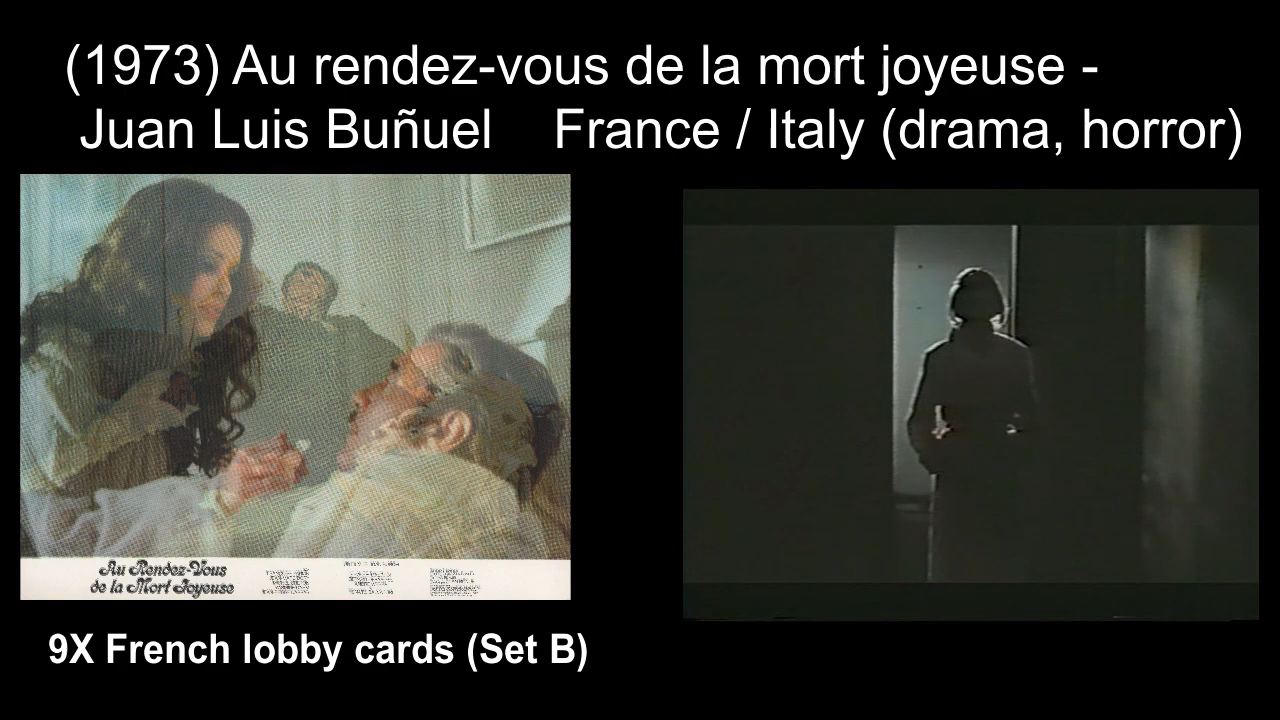 (1973) Au rendez-vous de la mort joyeuse -
Juan Luis Buñuel France / Italy (drama, horror)
Au Rendez-Vous
de la Mort Joyeuse
9X French lobby cards (Set B)